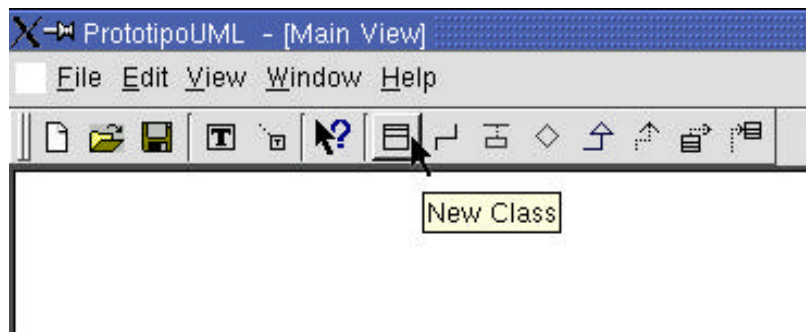 PrototipoUML - [Main View]
File Edit View Window Help
T T ?
New Class